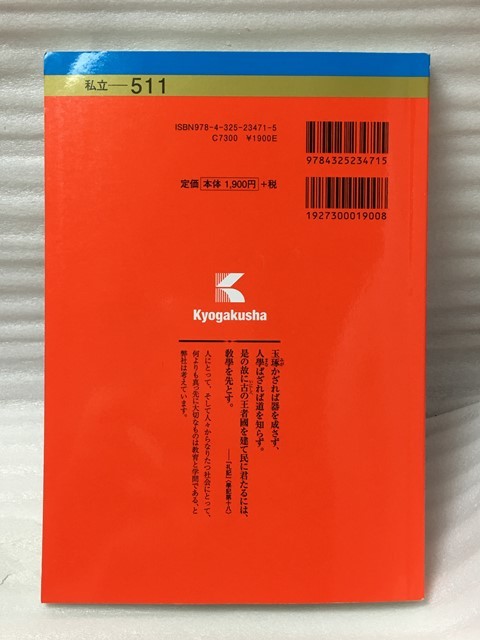 私立──511
ISBN978-4-325-23471-5
C7300 ¥1900E
9784325234715
定価 本体 1,900円 +税
1927300019008
Kyogakusha
玉琢かざれば器を成さず、
人學ばざれば道を知らず。
是の故に古の王者國を建て民に君たるには、
敎學を先とす。
──『礼記』（學記第十八）
人にとって、そして人々からなりたつ社会にとって、
何よりも真っ先に大切なものは教育と学問である、と
弊社は考えています。